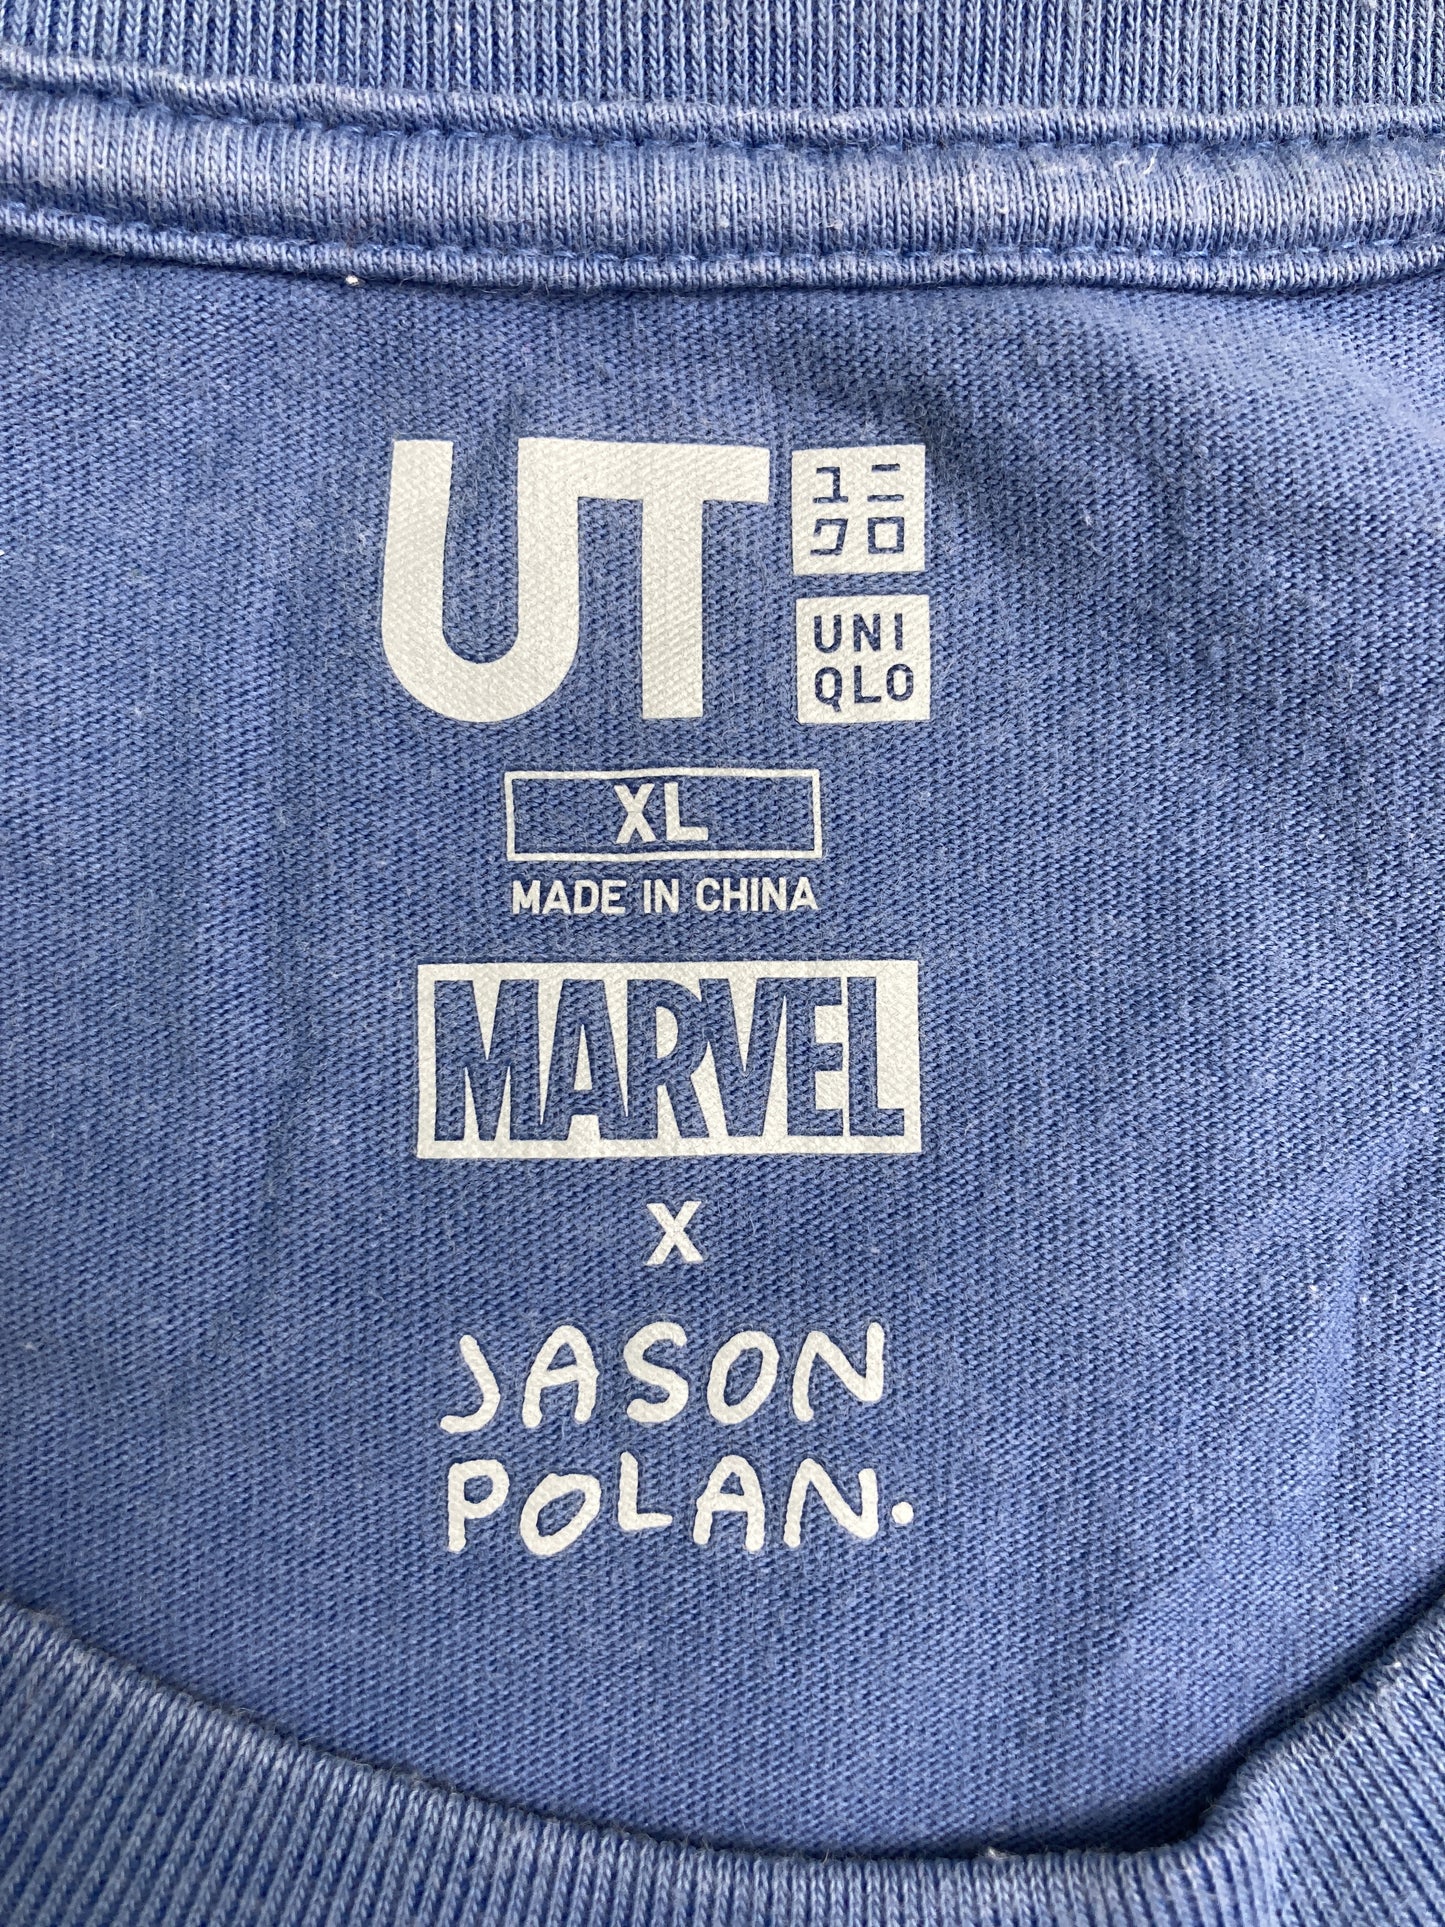 UT
ユニ
クロ
UNI
QLO
XL
MADE IN CHINA
MARVEL
X
JASON
POLAN.